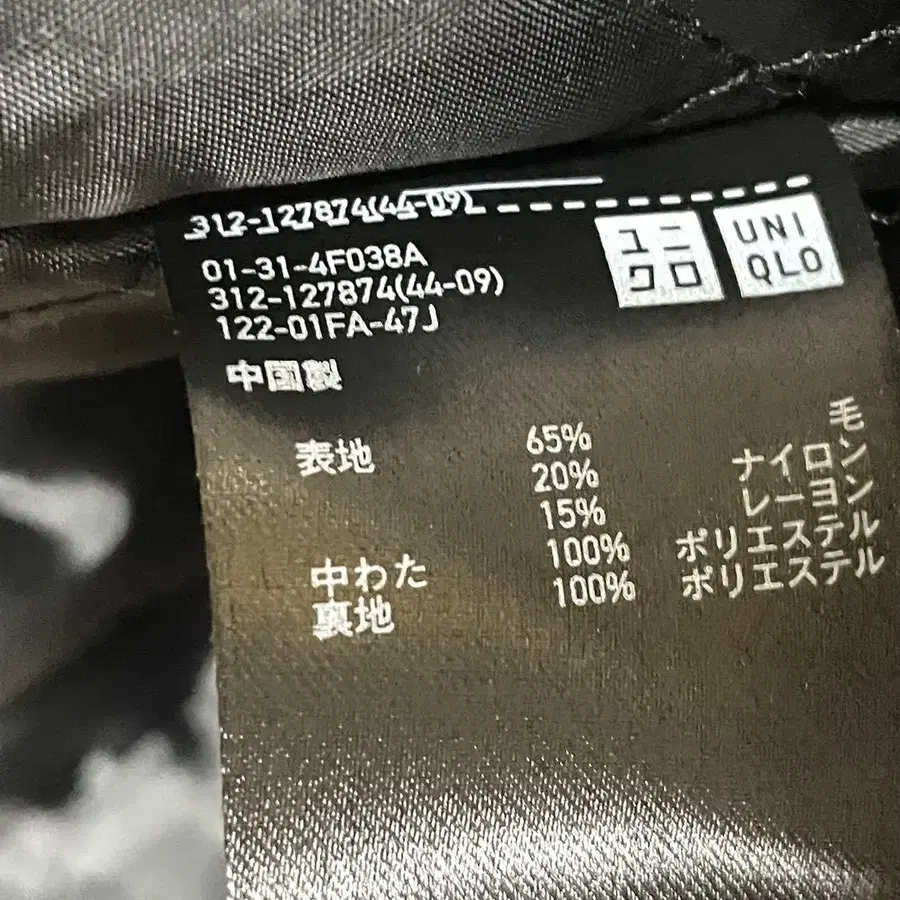 312-127874(44-09)
ユニ
クロ
UNI
QLO
01-31-4F038A
312-127874(44-09)
122-01FA-47J
中国製
表地 65% 毛
20% ナイロン
15% レーヨン
中わた 100% ポリエステル
裏地 100% ポリエステル